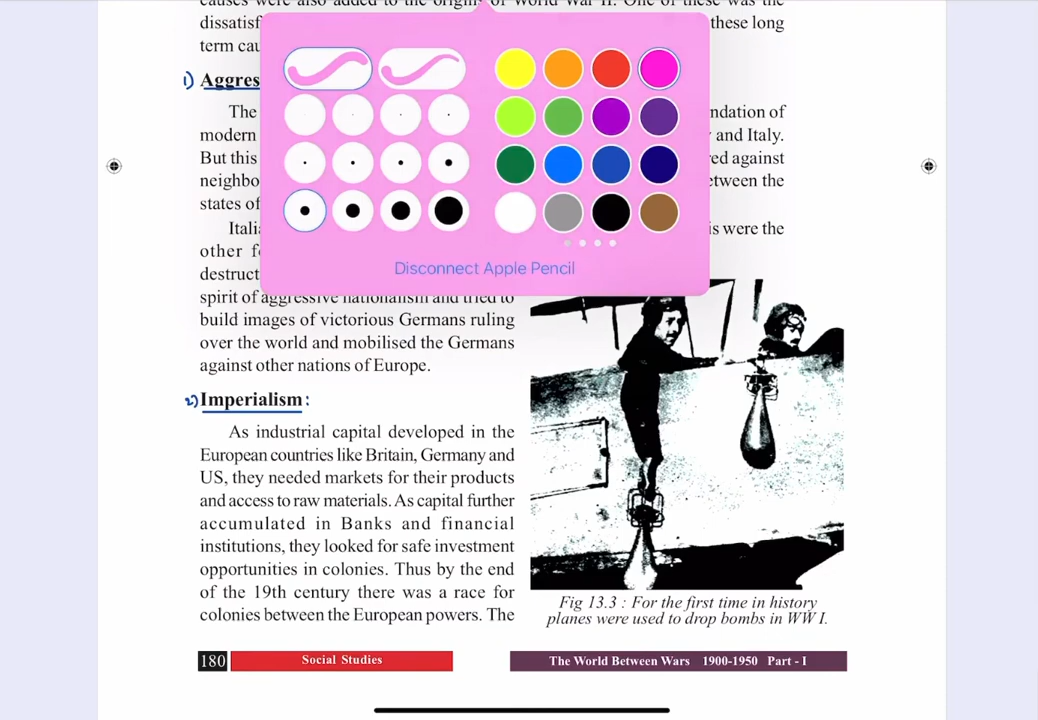 causes were also added to the origins of World War II. One of these was the
dissatisf
these long
term cau
1) Aggres
The
ndation of
modern
and Italy.
But this
ed against
neighbo
etween the
states of
Italia
is were the
other fo
destruct
spirit of aggressive nationalism and tried to
build images of victorious Germans ruling
over the world and mobilised the Germans
against other nations of Europe.
2) Imperialism:
As industrial capital developed in the
European countries like Britain, Germany and
US, they needed markets for their products
and access to raw materials. As capital further
accumulated in Banks and financial
institutions, they looked for safe investment
opportunities in colonies. Thus by the end
of the 19th century there was a race for
colonies between the European powers. The
Disconnect Apple Pencil
Fig 13.3 : For the first time in history
planes were used to drop bombs in WW I.
180 Social Studies
The World Between Wars 1900-1950 Part - I